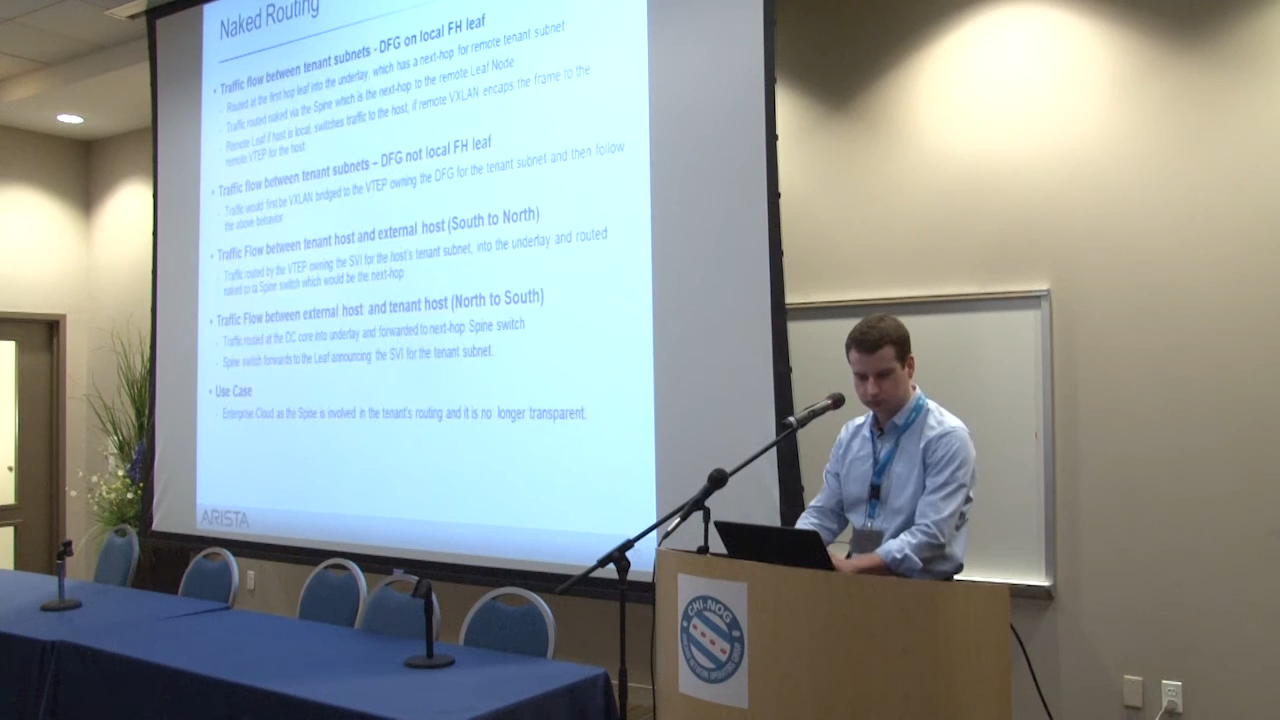 Naked Routing
• Traffic flow between tenant subnets - DFG on local FH leaf
- Routed at the first hop leaf into the underlay, which has a next-hop for remote tenant subnet
- Traffic routed naked via the Spine which is the next-hop to the remote Leaf Node
- Remote Leaf if host is local, switches traffic to the host, if remote VXLAN encaps the frame to the
remote VTEP for the host
• Traffic flow between tenant subnets – DFG not local FH leaf
- Traffic would first be VXLAN bridged to the VTEP owning the DFG for the tenant subnet and then follow
the above behavior
• Traffic Flow between tenant host and external host (South to North)
- Traffic routed by the VTEP owning the SVI for the host's tenant subnet, into the underlay and routed
naked to ta Spine switch which would be the next-hop
• Traffic Flow between external host and tenant host (North to South)
- Traffic routed at the DC core into underlay and forwarded to next-hop Spine switch
- Spine switch forwards to the Leaf announcing the SVI for the tenant subnet.
• Use Case
- Enterprise Cloud as the Spine is involved in the tenant's routing and it is no longer transparent.
ARISTA
CHI-NOG